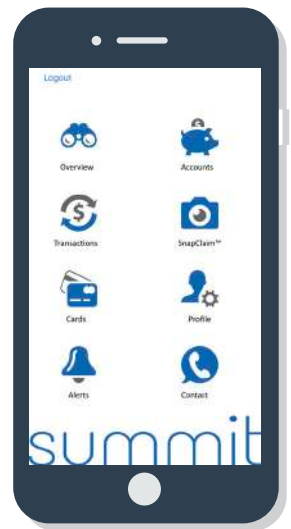 Logout
Overview Accounts
Transactions SnapClaim™
Cards Profile
Alerts Contact
summit